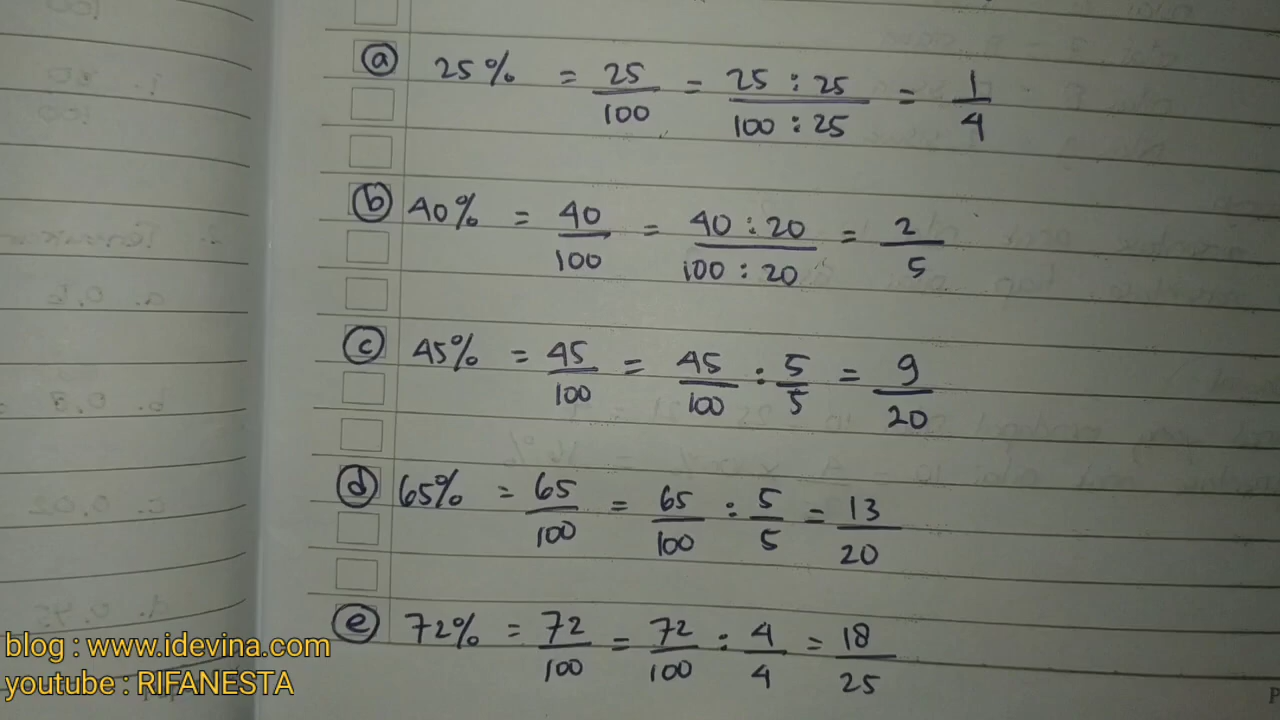 ⓐ 25% = 25/100 = 25 : 25/100 : 25 = 1/4
ⓑ 40% = 40/100 = 40 : 20/100 : 20 = 2/5
ⓒ 45% = 45/100 = 45/100 : 5/5 = 9/20
ⓓ 65% = 65/100 = 65/100 : 5/5 = 13/20
ⓔ 72% = 72/100 = 72/100 : 4/4 = 18/25
blog : www.idevina.com
youtube : RIFANESTA